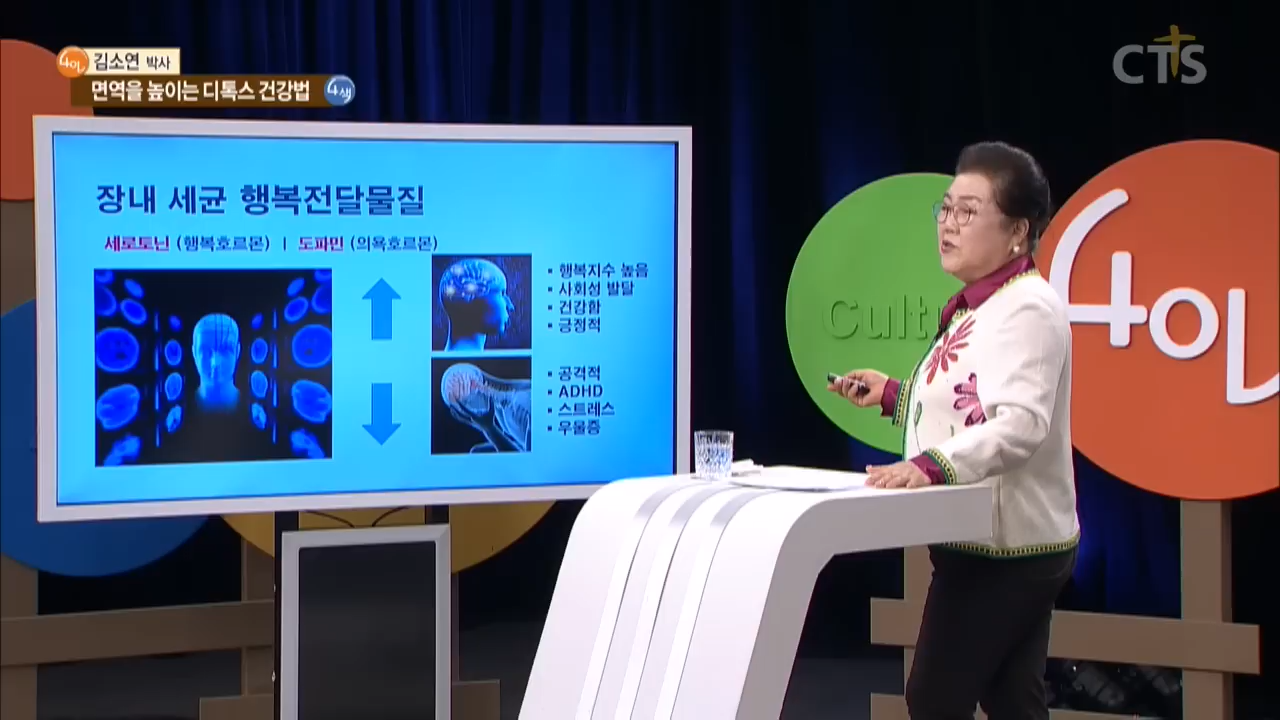 4인 김소연 박사
면역을 높이는 디톡스 건강법 4색
CTS
장내 세균 행복전달물질
세로토닌 (행복호르몬) | 도파민 (의욕호르몬)
▪ 행복지수 높음
▪ 사회성 발달
▪ 건강함
▪ 긍정적
▪ 공격적
▪ ADHD
▪ 스트레스
▪ 우울증
Cult
4인